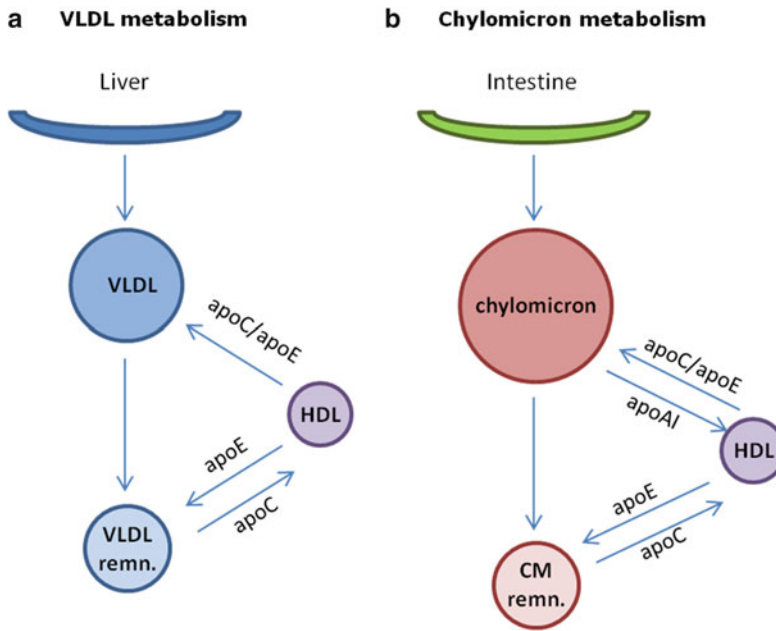 a VLDL metabolism
Liver
VLDL
apoC/apoE
HDL
apoE
apoC
VLDL
remn.
b Chylomicron metabolism
Intestine
chylomicron
apoC/apoE
apoAI
HDL
apoE
apoC
CM
remn.